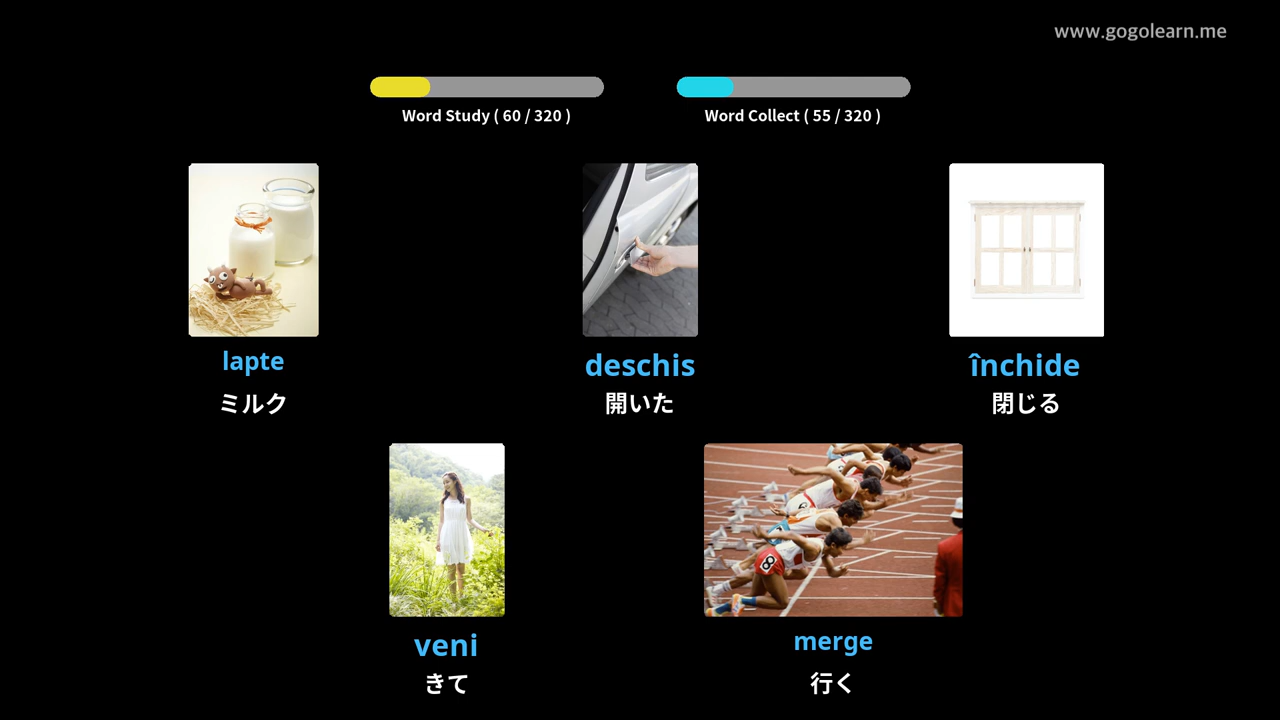 www.gogolearn.me
Word Study ( 60 / 320 )
Word Collect ( 55 / 320 )
lapte
ミルク
deschis
開いた
închide
閉じる
veni
きて
merge
行く